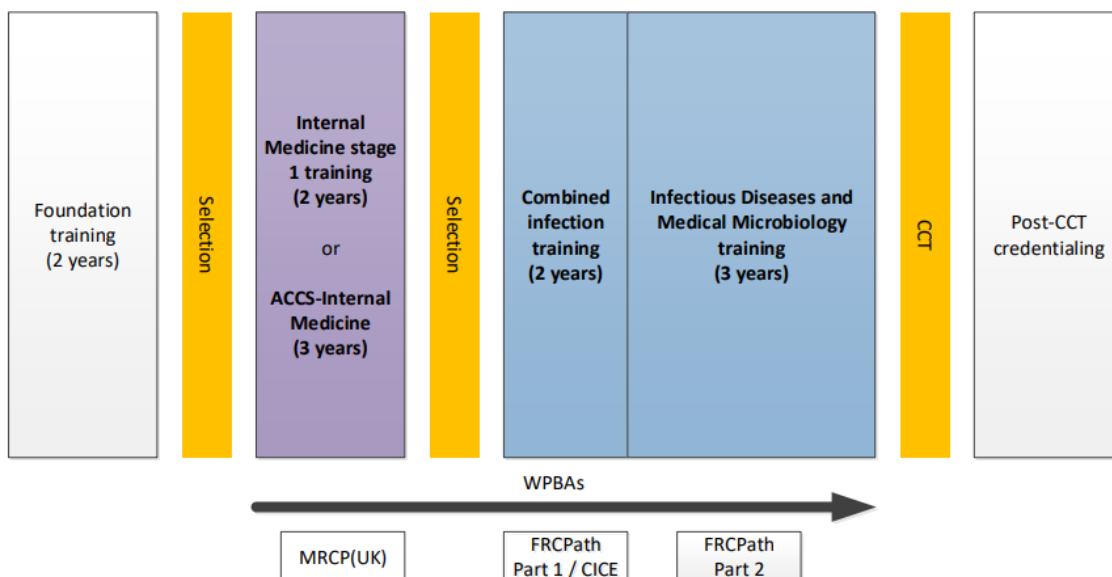 Foundation
training
(2 years)
Selection
Internal
Medicine stage
1 training
(2 years)
or
ACCS-Internal
Medicine
(3 years)
Selection
Combined
infection
training
(2 years)
Infectious Diseases and
Medical Microbiology
training
(3 years)
CCT
Post-CCT
credentialing
WPBAs
MRCP(UK)
FRCPath
Part 1 / CICE
FRCPath
Part 2